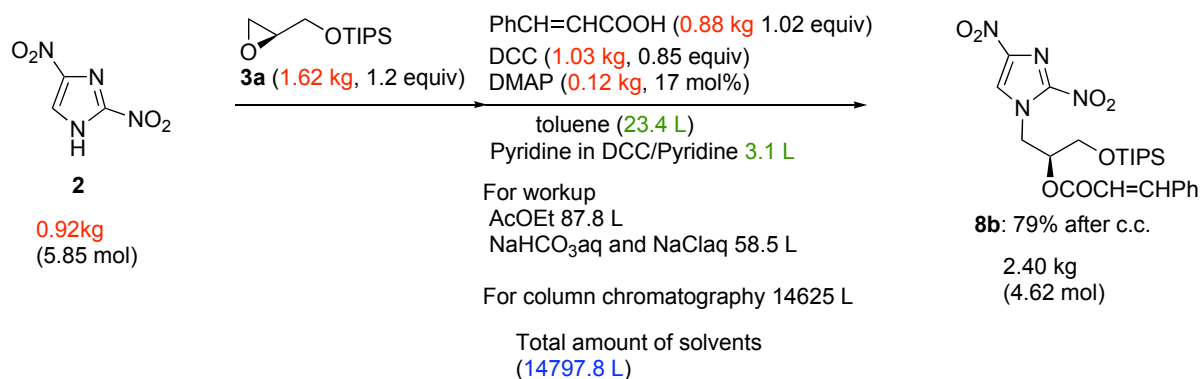 O₂N
N
N
H
NO₂
2
0.92kg
(5.85 mol)
O
OTIPS
3a (1.62 kg, 1.2 equiv)
PhCH=CHCOOH (0.88 kg 1.02 equiv)
DCC (1.03 kg, 0.85 equiv)
DMAP (0.12 kg, 17 mol%)
toluene (23.4 L)
Pyridine in DCC/Pyridine 3.1 L
For workup
AcOEt 87.8 L
NaHCO₃aq and NaClaq 58.5 L
For column chromatography 14625 L
Total amount of solvents
(14797.8 L)
O₂N
N
N
NO₂
OTIPS
OCOCH=CHPh
8b: 79% after c.c.
2.40 kg
(4.62 mol)